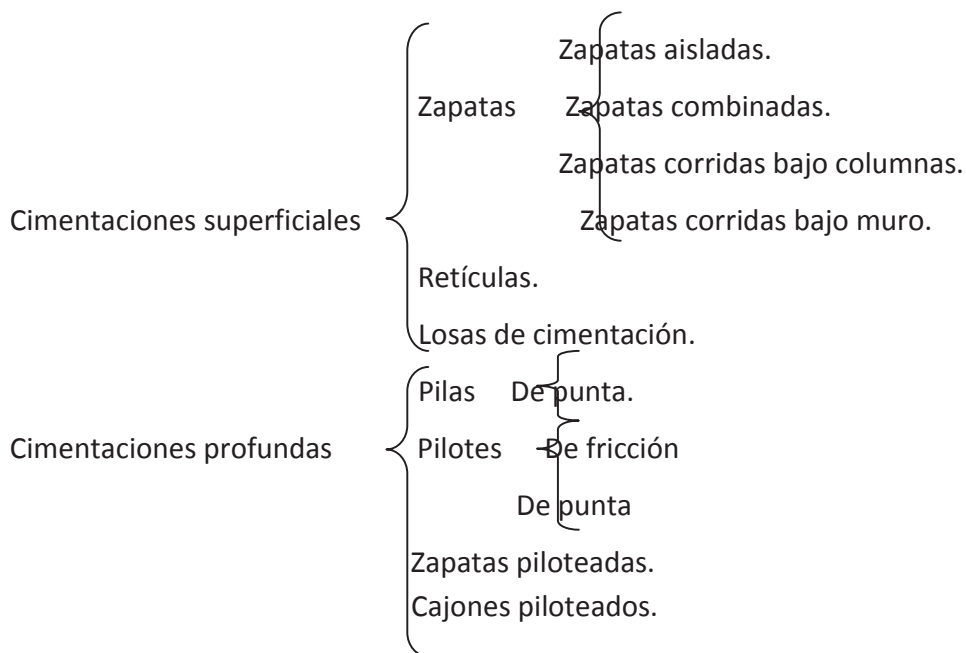 Zapatas aisladas.
Zapatas Zapatas combinadas.
Zapatas corridas bajo columnas.
Cimentaciones superficiales Zapatas corridas bajo muro.
Retículas.
Losas de cimentación.
Pilas De punta.
Cimentaciones profundas Pilotes De fricción
De punta
Zapatas piloteadas.
Cajones piloteados.